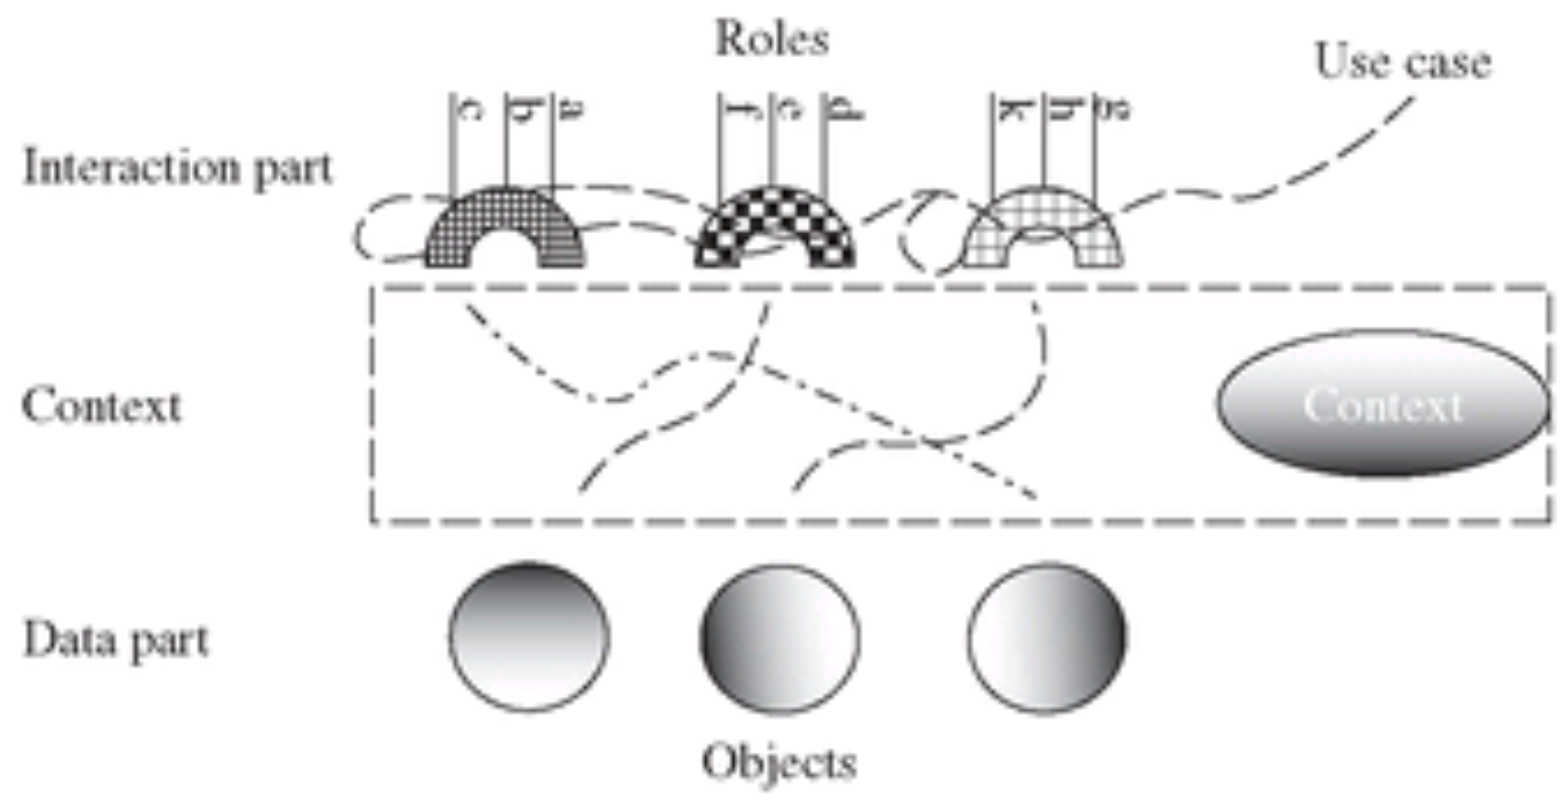 Roles
Use case
c b a
f e d
k h g
Interaction part
Context
Context
Data part
Objects